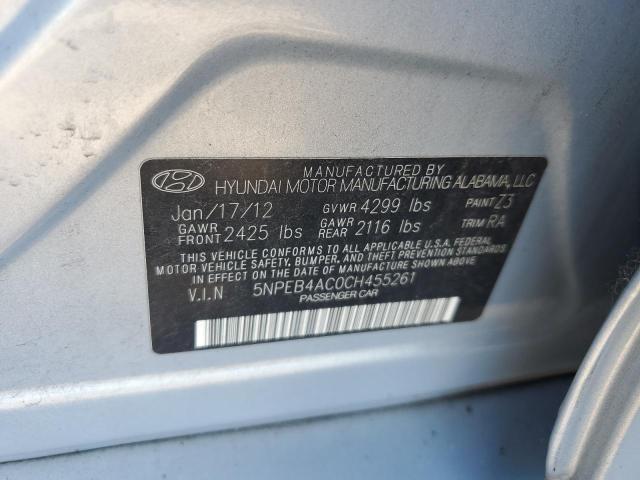 MANUFACTURED BY
HYUNDAI MOTOR MANUFACTURING ALABAMA, LLC
Jan/17/12 GVWR 4299 lbs PAINT Z3
GAWR FRONT 2425 lbs GAWR REAR 2116 lbs TRIM RA
THIS VEHICLE CONFORMS TO ALL APPLICABLE U.S.A FEDERAL
MOTOR VEHICLE SAFETY, BUMPER, AND THEFT PREVENTION
STANDARDS IN EFFECT ON THE DATE OF MANUFACTURE SHOWN ABOVE.
V.I.N 5NPEB4AC0CH455261
PASSENGER CAR